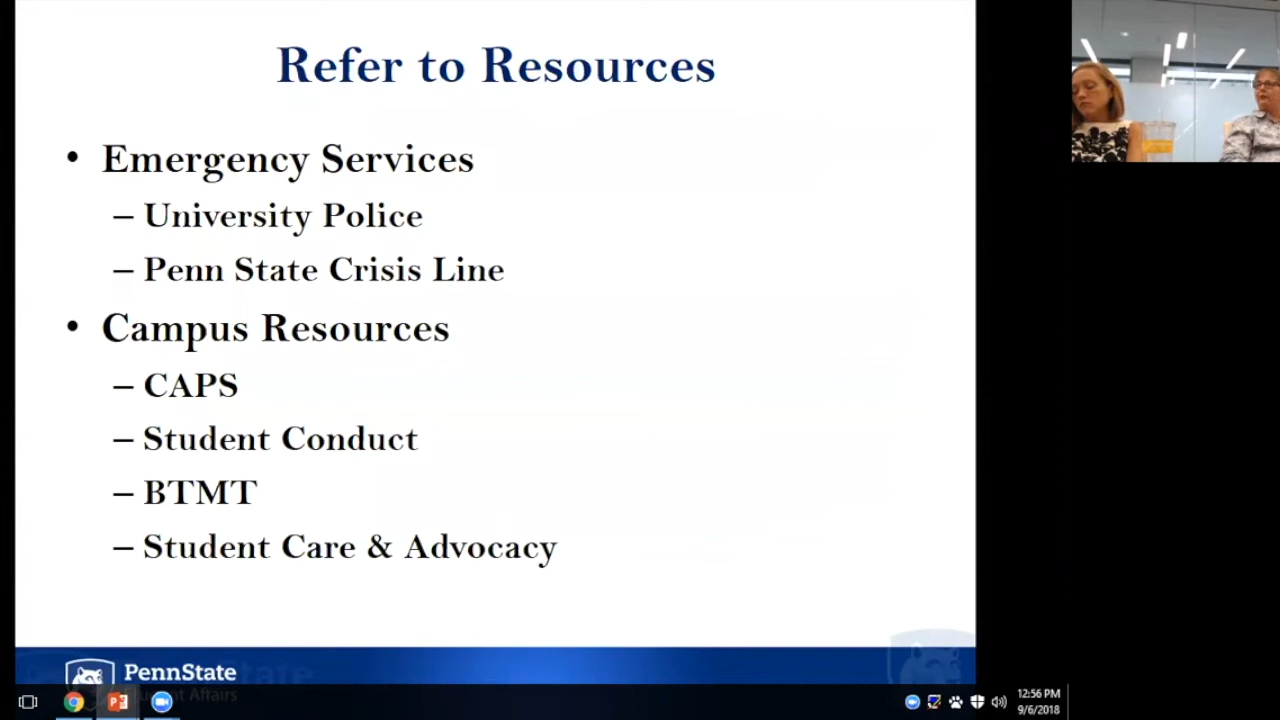 Refer to Resources
• Emergency Services
– University Police
– Penn State Crisis Line
• Campus Resources
– CAPS
– Student Conduct
– BTMT
– Student Care & Advocacy
PennState
Student Affairs
12:56 PM
9/6/2018